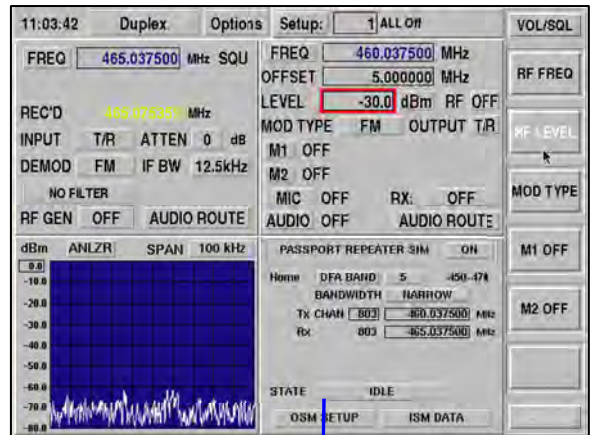 11:03:42 Duplex Options Setup: 1 ALL Off VOL/SQL
FREQ 465.037500 MHz SQU
REC'D MHz
INPUT T/R ATTEN 0 dB
DEMOD FM IF BW 12.5kHz
NO FILTER
RF GEN OFF AUDIO ROUTE
FREQ 460.037500 MHz
OFFSET 5.000000 MHz
LEVEL -30.0 dBm RF OFF
MOD TYPE FM OUTPUT T/R
M1 OFF
M2 OFF
MIC OFF RX: OFF
AUDIO OFF AUDIO ROUTE
RF FREQ
RF LEVEL
MOD TYPE
M1 OFF
M2 OFF
dBm ANLZR SPAN 100 kHz
0.0
-10.0
-20.0
-30.0
-40.0
-50.0
-60.0
-70.0
-80.0
PASSPORT REPEATER SIM ON
Home DFA BAND 5 -450-470
BANDWIDTH NARROW
Tx CHAN 803 460.037500 MHz
Rx 803 465.037500 MHz
STATE IDLE
OSM SETUP ISM DATA